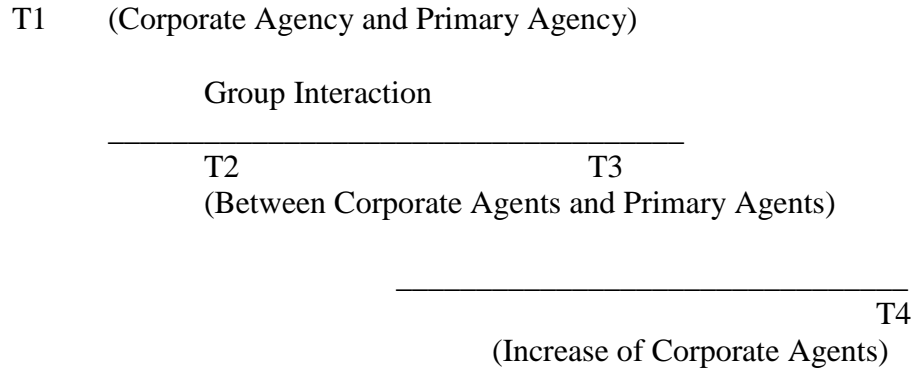 T1 (Corporate Agency and Primary Agency)
Group Interaction
T2 T3
(Between Corporate Agents and Primary Agents)
T4
(Increase of Corporate Agents)